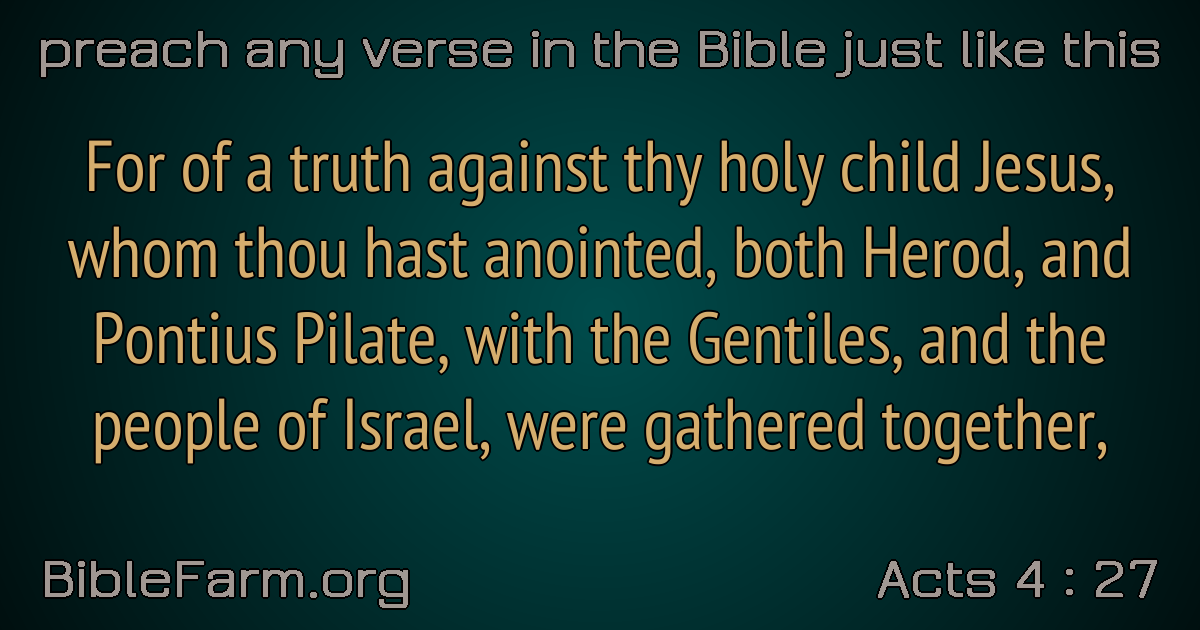 preach any verse in the Bible just like this
For of a truth against thy holy child Jesus,
whom thou hast anointed, both Herod, and
Pontius Pilate, with the Gentiles, and the
people of Israel, were gathered together,
BibleFarm.org
Acts 4 : 27